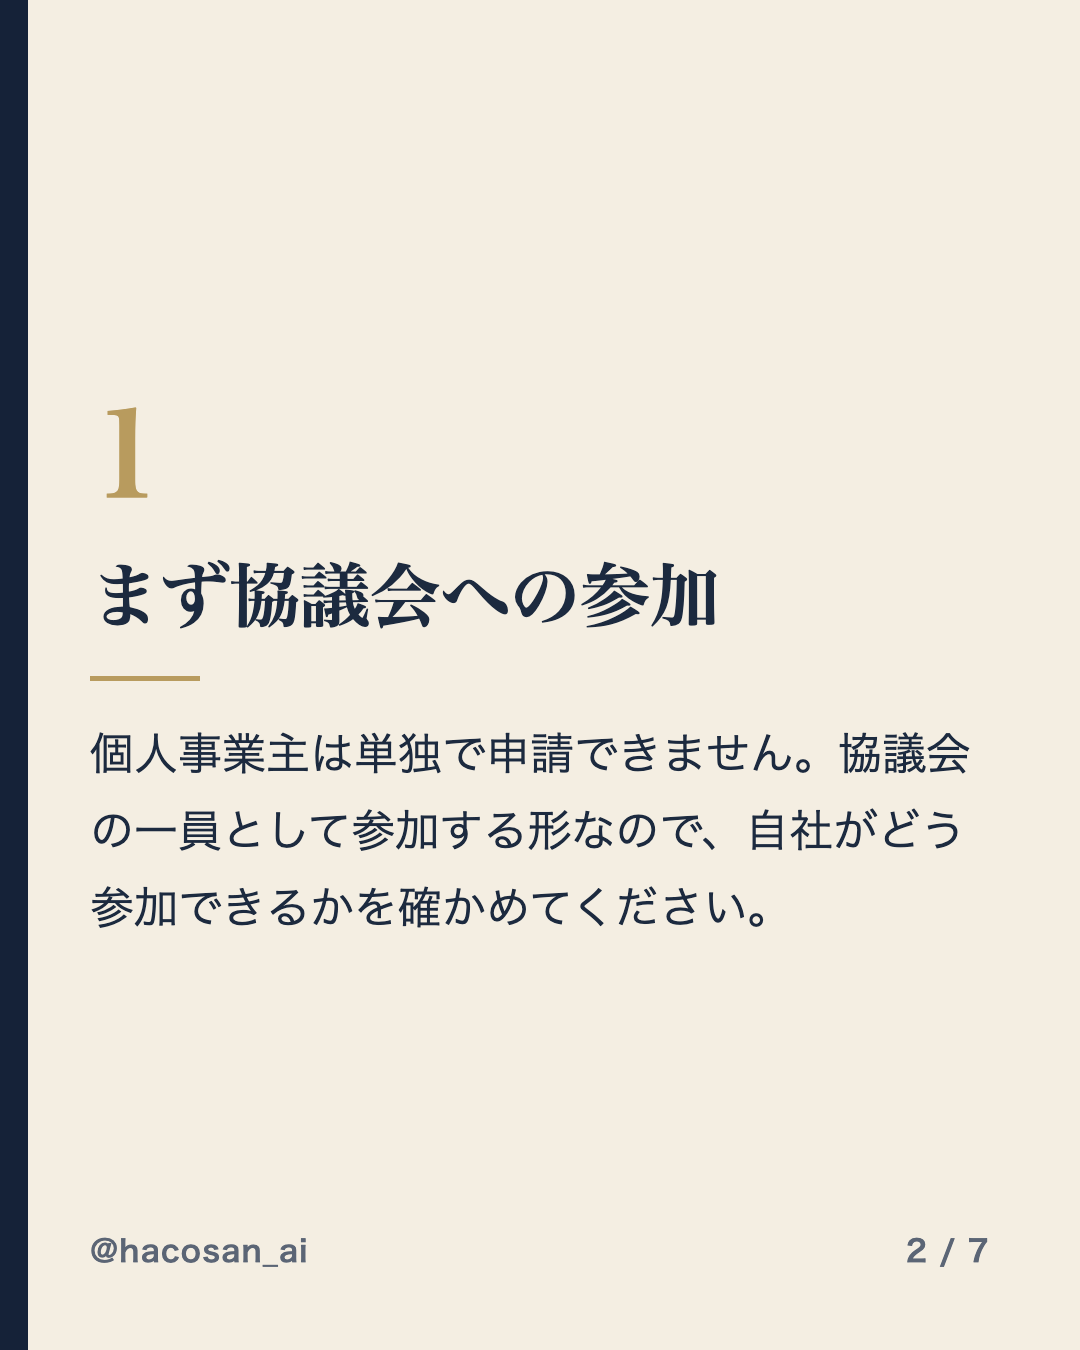 1
まず協議会への参加
個人事業主は単独で申請できません。協議会
の一員として参加する形なので、自社がどう
参加できるかを確かめてください。
@hacosan_ai
2 / 7